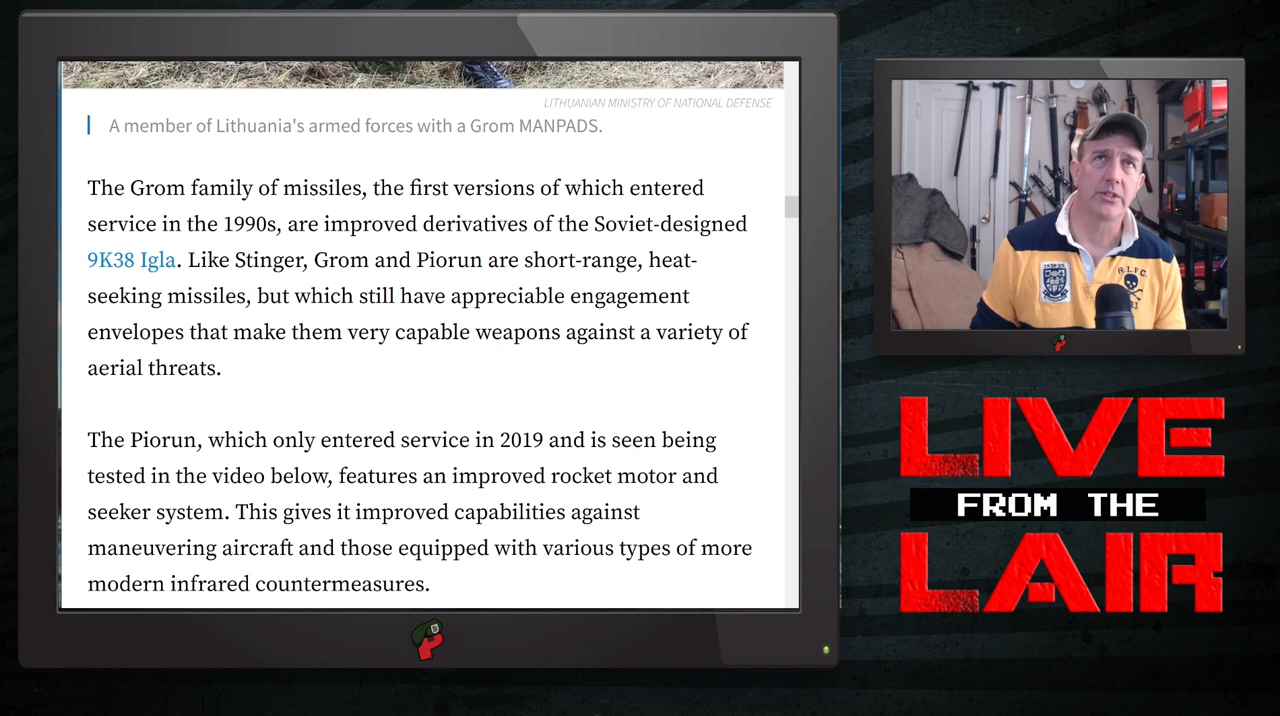 LITHUANIAN MINISTRY OF NATIONAL DEFENSE
A member of Lithuania's armed forces with a Grom MANPADS.
The Grom family of missiles, the first versions of which entered
service in the 1990s, are improved derivatives of the Soviet-designed
9K38 Igla. Like Stinger, Grom and Piorun are short-range, heat-
seeking missiles, but which still have appreciable engagement
envelopes that make them very capable weapons against a variety of
aerial threats.
The Piorun, which only entered service in 2019 and is seen being
tested in the video below, features an improved rocket motor and
seeker system. This gives it improved capabilities against
maneuvering aircraft and those equipped with various types of more
modern infrared countermeasures.
R.L.F.C.
LIVE
FROM THE
LAIR